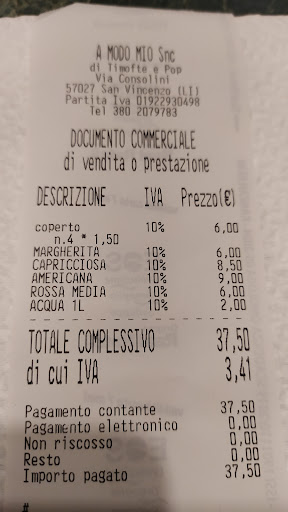 A MODO MIO Snc
di Timofte e Pop
Via Consolini
57027 San Vincenzo (LI)
Partita Iva 01922930498
Tel 380 2079783
DOCUMENTO COMMERCIALE
di vendita o prestazione
DESCRIZIONE IVA Prezzo(€)
coperto 10% 6,00
n.4 * 1,50
MARGHERITA 10% 6,00
CAPRICCIOSA 10% 8,50
AMERICANA 10% 9,00
ROSSA MEDIA 10% 6,00
ACQUA 1L 10% 2,00
TOTALE COMPLESSIVO 37,50
di cui IVA 3,41
Pagamento contante 37,50
Pagamento elettronico 0,00
Non riscosso 0,00
Resto 0,00
Importo pagato 37,50
#